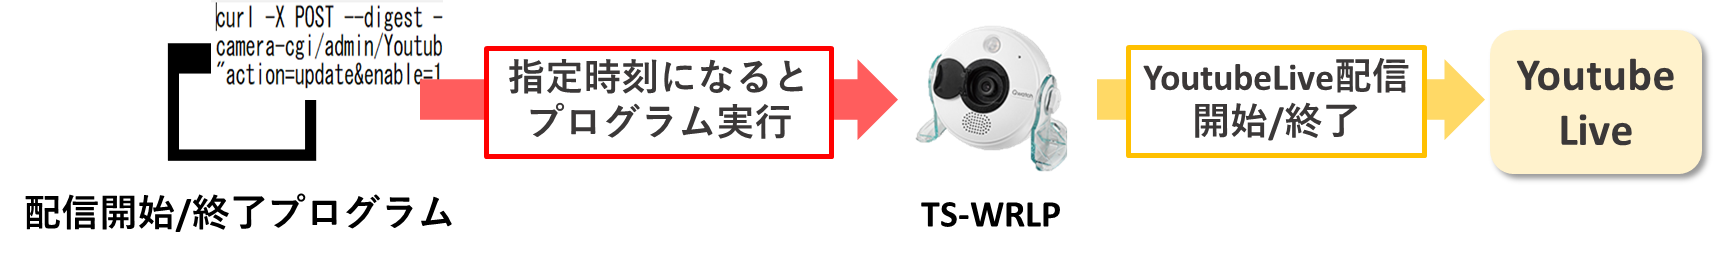 curl -X POST --digest -
camera-cgi/admin/Youtub
"action=update&enable=1
配信開始/終了プログラム
指定時刻になると
プログラム実行
Qwatch
TS-WRLP
YoutubeLive配信
開始/終了
Youtube
Live